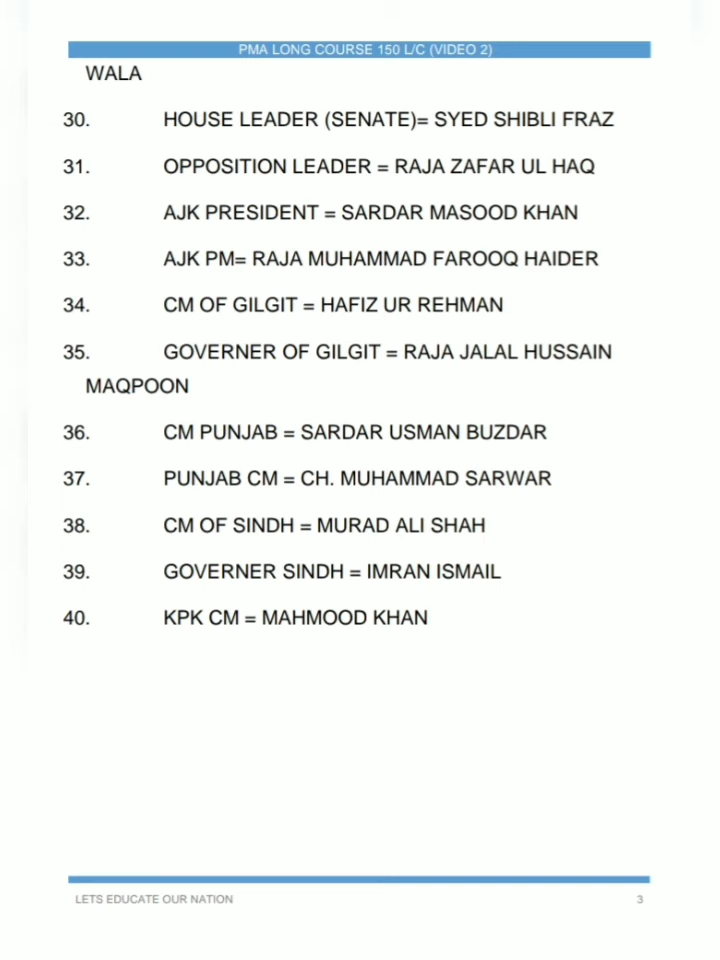 PMA LONG COURSE 150 L/C (VIDEO 2)
WALA
30. HOUSE LEADER (SENATE)= SYED SHIBLI FRAZ
31. OPPOSITION LEADER = RAJA ZAFAR UL HAQ
32. AJK PRESIDENT = SARDAR MASOOD KHAN
33. AJK PM= RAJA MUHAMMAD FAROOQ HAIDER
34. CM OF GILGIT = HAFIZ UR REHMAN
35. GOVERNER OF GILGIT = RAJA JALAL HUSSAIN
MAQPOON
36. CM PUNJAB = SARDAR USMAN BUZDAR
37. PUNJAB CM = CH. MUHAMMAD SARWAR
38. CM OF SINDH = MURAD ALI SHAH
39. GOVERNER SINDH = IMRAN ISMAIL
40. KPK CM = MAHMOOD KHAN
LETS EDUCATE OUR NATION 3